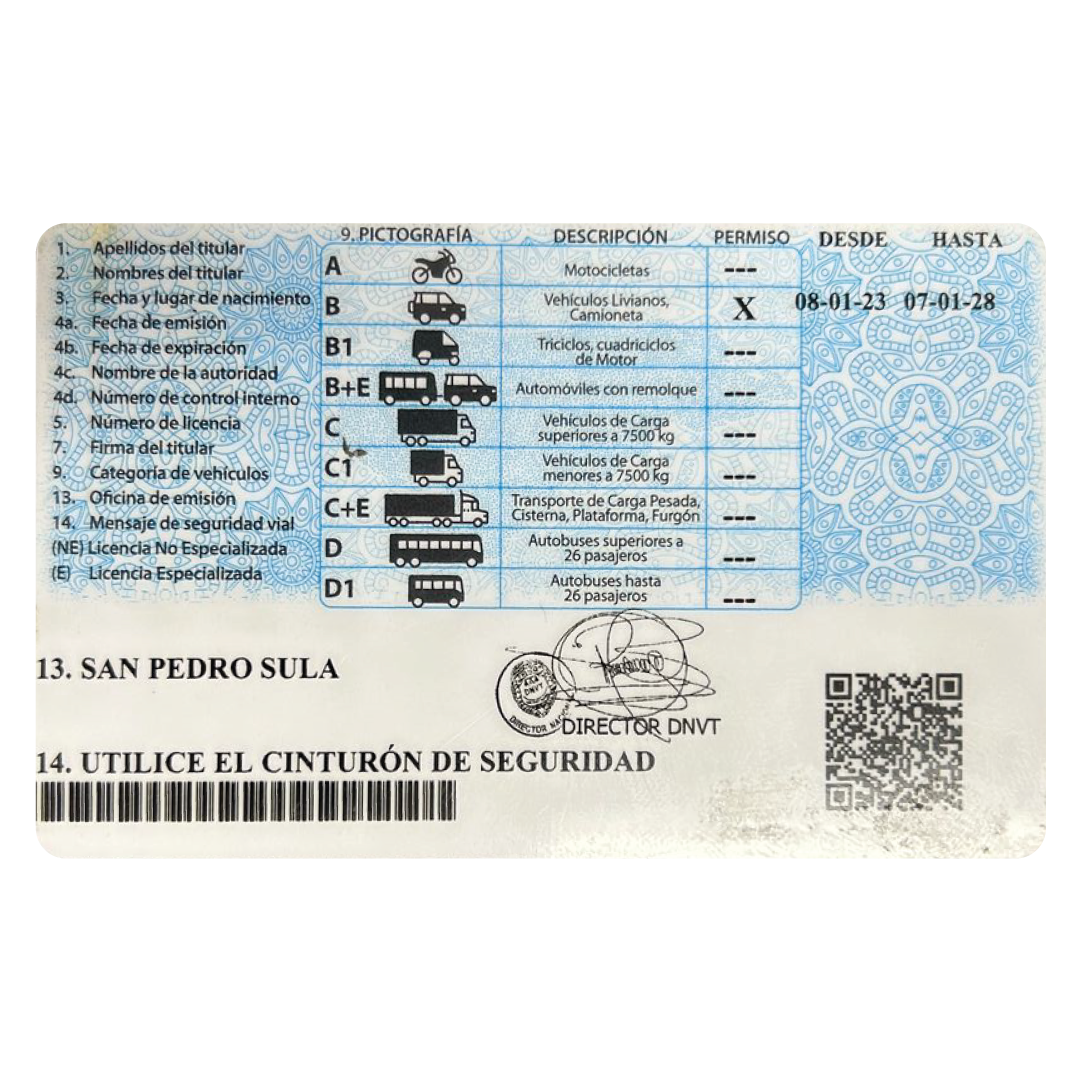 1. Apellidos del titular
2. Nombres del titular
3. Fecha y lugar de nacimiento
4a. Fecha de emisión
4b. Fecha de expiración
4c. Nombre de la autoridad
4d. Número de control interno
5. Número de licencia
7. Firma del titular
9. Categoría de vehículos
13. Oficina de emisión
14. Mensaje de seguridad vial
(NE) Licencia No Especializada
(E) Licencia Especializada
9. PICTOGRAFÍA DESCRIPCIÓN PERMISO DESDE HASTA
A Motocicletas ---
B Vehículos Livianos, Camioneta X 08-01-23 07-01-28
B1 Triciclos, cuadriciclos de Motor ---
B+E Automóviles con remolque ---
C Vehículos de Carga superiores a 7500 kg ---
C1 Vehículos de Carga menores a 7500 kg ---
C+E Transporte de Carga Pesada, Cisterna, Plataforma, Furgón ---
D Autobuses superiores a 26 pasajeros ---
D1 Autobuses hasta 26 pasajeros ---
13. SAN PEDRO SULA
DNVT
DIRECTOR
DIRECTOR DNVT
14. UTILICE EL CINTURÓN DE SEGURIDAD